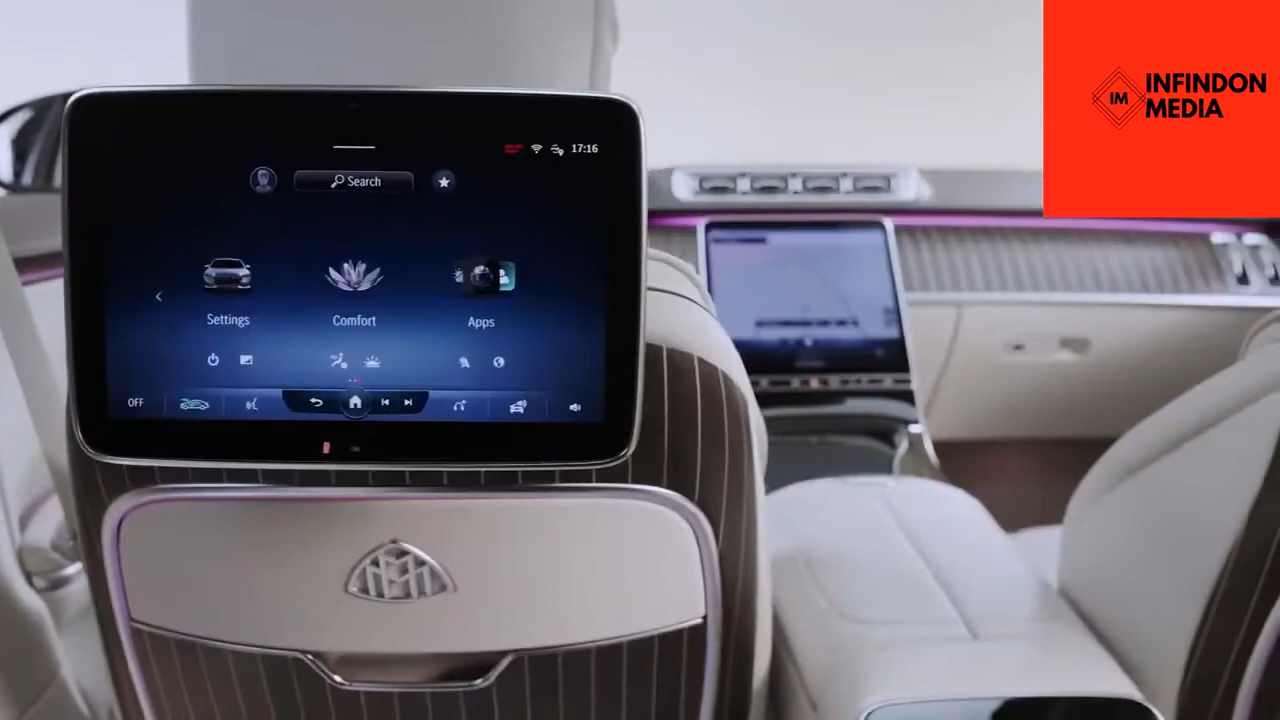 IM
INFINDON
MEDIA
17:16
Search
Settings
Comfort
Apps
OFF